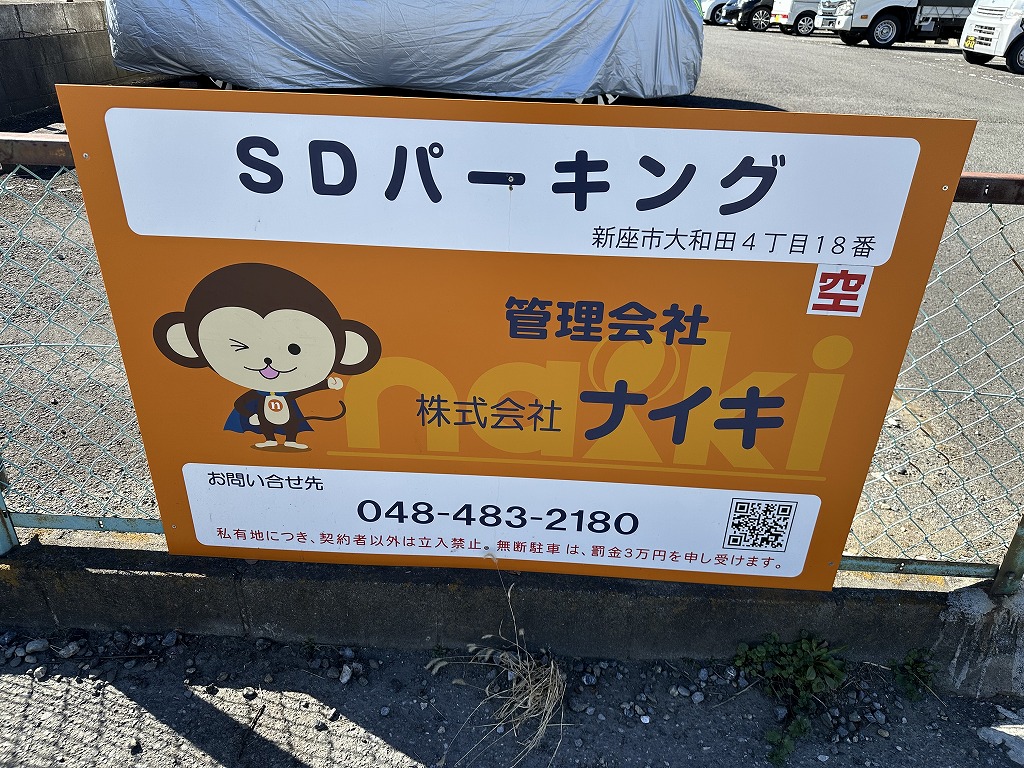 SDパーキング
新座市大和田4丁目18番
空
管理会社
naiki
株式会社 ナイキ
n
お問い合せ先
048-483-2180
私有地につき、契約者以外は立入禁止。無断駐車は、罰金3万円を申し受けます。